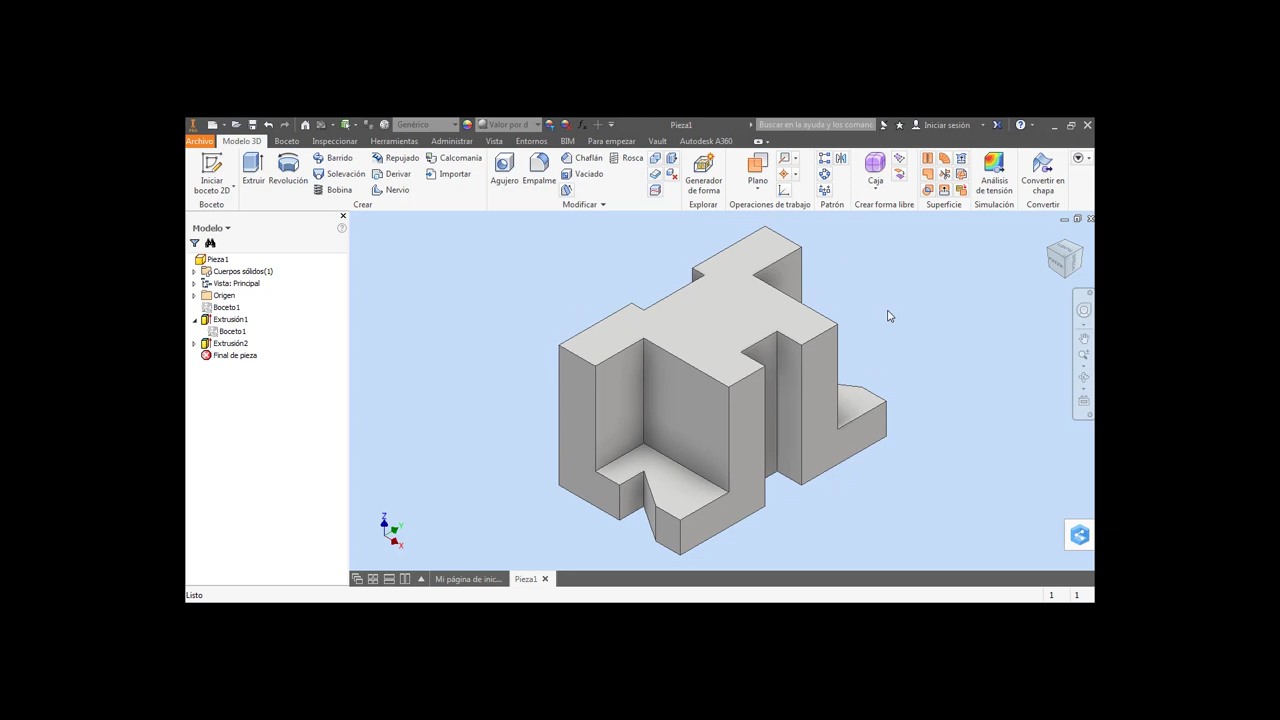 Genérico Valor por d Pieza1 Buscar en la ayuda y los comanc Iniciar sesión
Archivo Modelo 3D Boceto Inspeccionar Herramientas Administrar Vista Entornos BIM Para empezar Vault Autodesk A360
Iniciar boceto 2D
Boceto
Extruir
Revolución
Barrido
Solevación
Bobina
Repujado
Derivar
Nervio
Calcomanía
Importar
Crear
Agujero
Empalme
Chaflán
Vaciado
Rosca
Modificar
Generador de forma
Explorar
Plano
Operaciones de trabajo
Patrón
Caja
Crear forma libre
Superficie
Análisis de tensión
Simulación
Convertir en chapa
Convertir
Modelo
Pieza1
Cuerpos sólidos(1)
Vista: Principal
Origen
Boceto1
Extrusión1
Boceto1
Extrusión2
Final de pieza
Z
Y
X
Mi página de inic... Pieza1
Listo 1 1